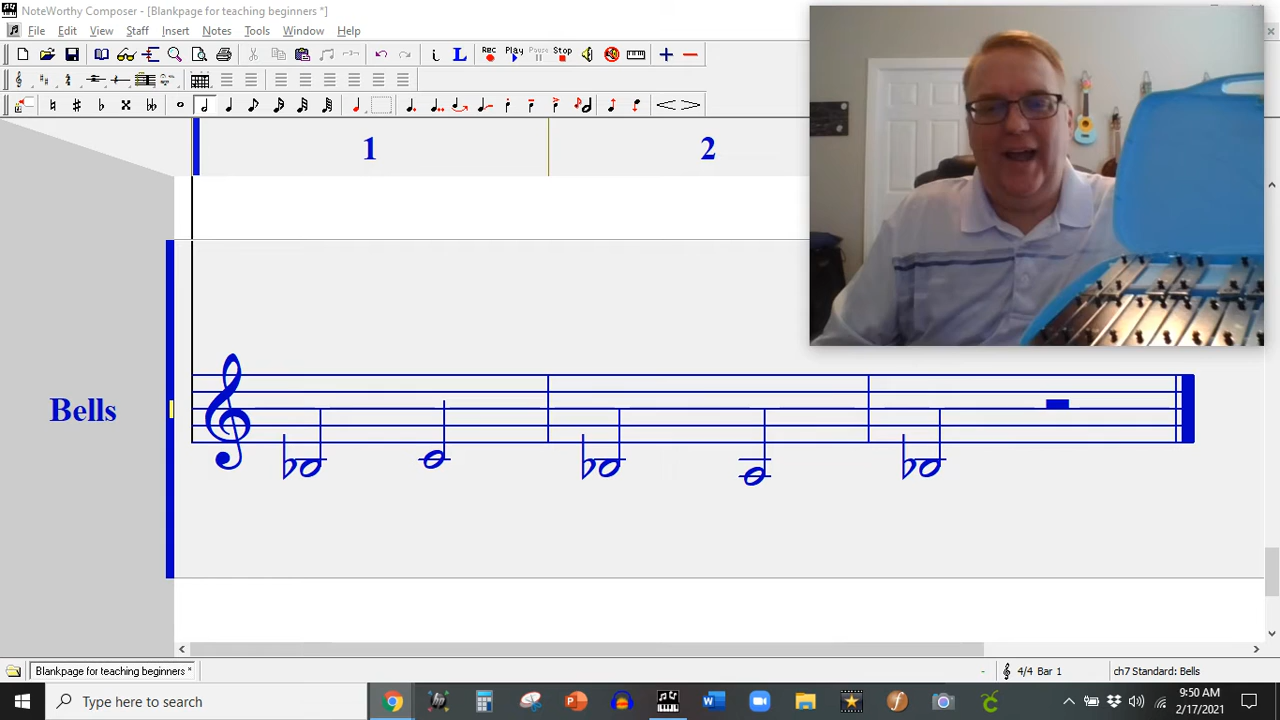 NoteWorthy Composer - [Blankpage for teaching beginners *]
File Edit View Staff Insert Notes Tools Window Help
REC Play Pause Stop
1 2
Bells
Blankpage for teaching beginners *
- 4/4 Bar 1 ch7 Standard: Bells
Type here to search
9:50 AM
2/17/2021